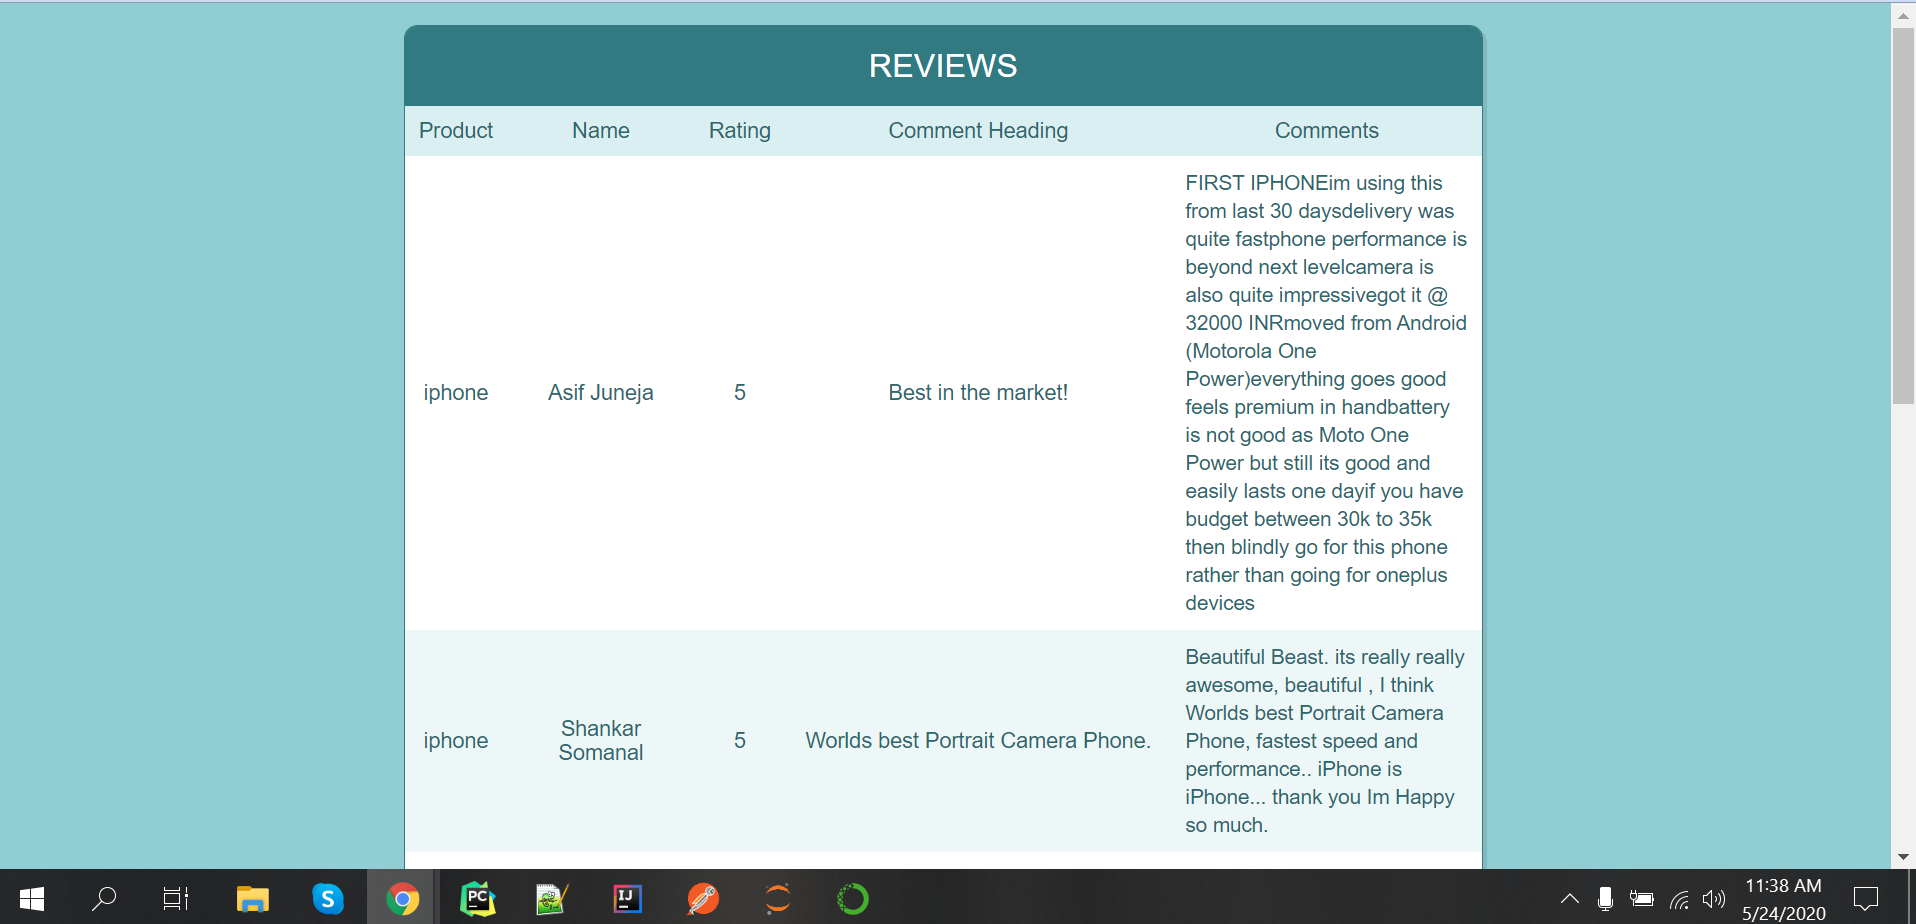 REVIEWS
Product Name Rating Comment Heading Comments
iphone Asif Juneja 5 Best in the market!
FIRST IPHONEim using this
from last 30 daysdelivery was
quite fastphone performance is
beyond next levelcamera is
also quite impressivegot it @
32000 INRmoved from Android
(Motorola One
Power)everything goes good
feels premium in handbattery
is not good as Moto One
Power but still its good and
easily lasts one dayif you have
budget between 30k to 35k
then blindly go for this phone
rather than going for oneplus
devices
iphone
Shankar
Somanal
5
Worlds best Portrait Camera Phone.
Beautiful Beast. its really really
awesome, beautiful , I think
Worlds best Portrait Camera
Phone, fastest speed and
performance.. iPhone is
iPhone... thank you Im Happy
so much.
S
PC
IJ
11:38 AM
5/24/2020